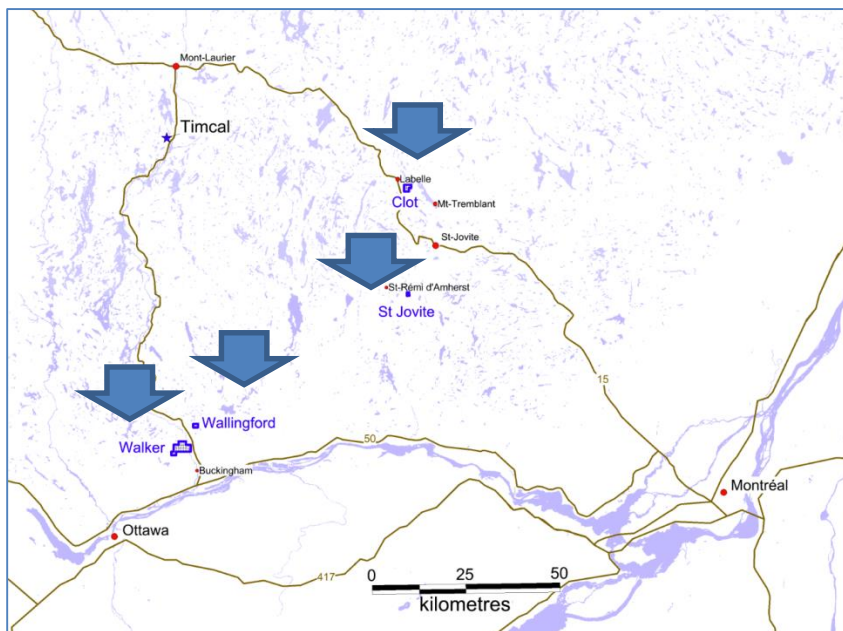 Mont-Laurier
Timcal
Labelle
Clot
Mt-Tremblant
St-Jovite
St-Rémi d'Amherst
St Jovite
15
Wallingford
Walker
50
Buckingham
Montréal
Ottawa
417
0 25 50
kilometres